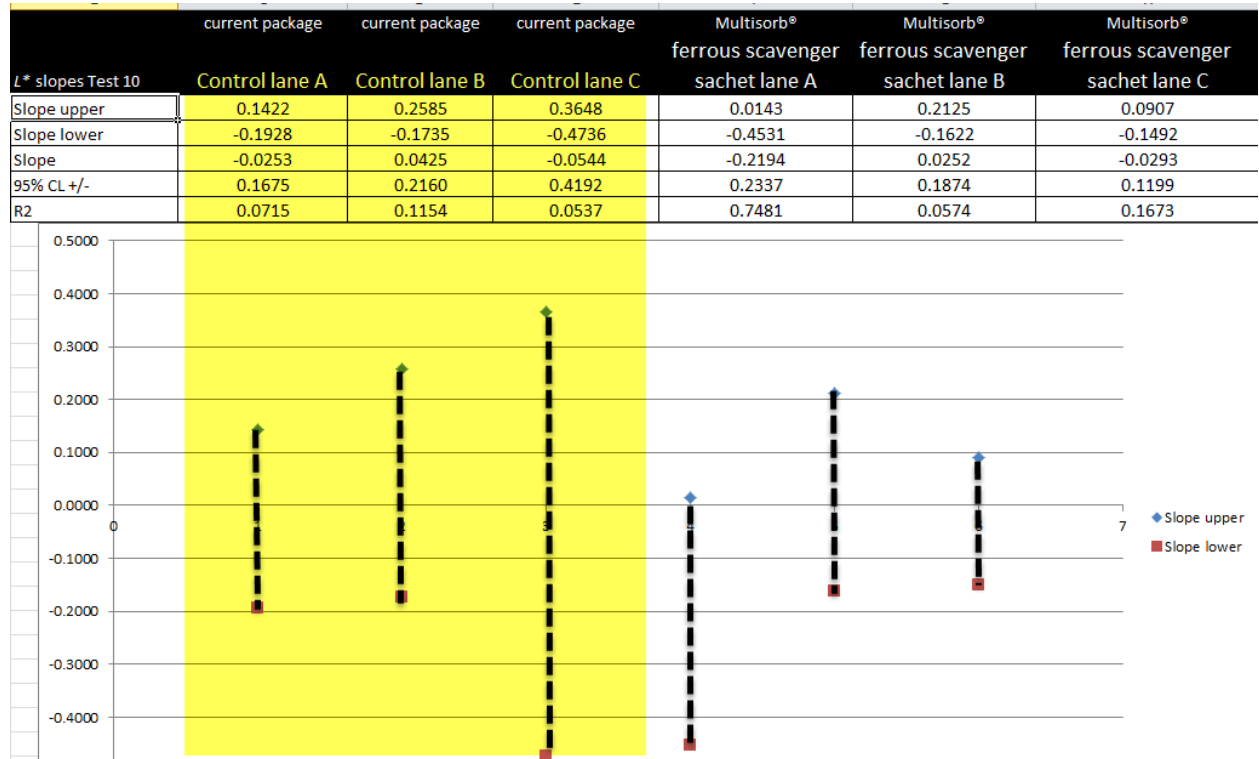 current package current package current package Multisorb® Multisorb® Multisorb®
ferrous scavenger ferrous scavenger ferrous scavenger
L* slopes Test 10 Control lane A Control lane B Control lane C sachet lane A sachet lane B sachet lane C
Slope upper 0.1422 0.2585 0.3648 0.0143 0.2125 0.0907
Slope lower -0.1928 -0.1735 -0.4736 -0.4531 -0.1622 -0.1492
Slope -0.0253 0.0425 -0.0544 -0.2194 0.0252 -0.0293
95% CL +/- 0.1675 0.2160 0.4192 0.2337 0.1874 0.1199
R2 0.0715 0.1154 0.0537 0.7481 0.0574 0.1673
0.5000
0.4000
0.3000
0.2000
0.1000
0.0000
0 3 7
Slope upper
Slope lower
-0.1000
-0.2000
-0.3000
-0.4000